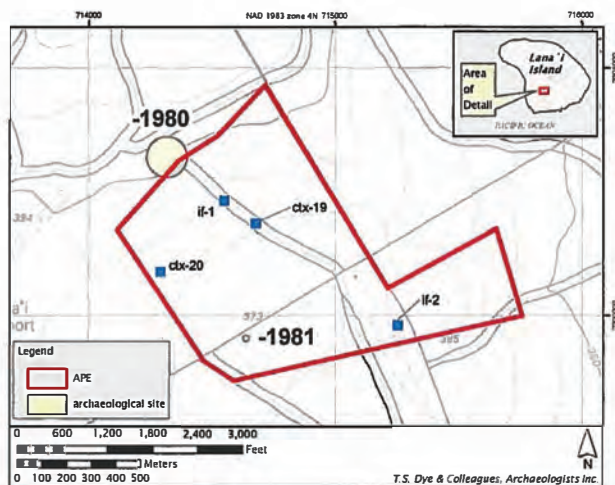 714000
NAD 1983 zone 4N
715000
716000
Lana`i
Island
Area
of
Detail
PACIFIC OCEAN
-1980
if-1
ctx-19
ctx-20
if-2
-1981
373
385
port
Legend
APE
archaeological site
0 600 1,200 1,800 2,400 3,000
Feet
Meters
0 100 200 300 400 500
N
T.S. Dye & Colleagues, Archaeologists Inc.